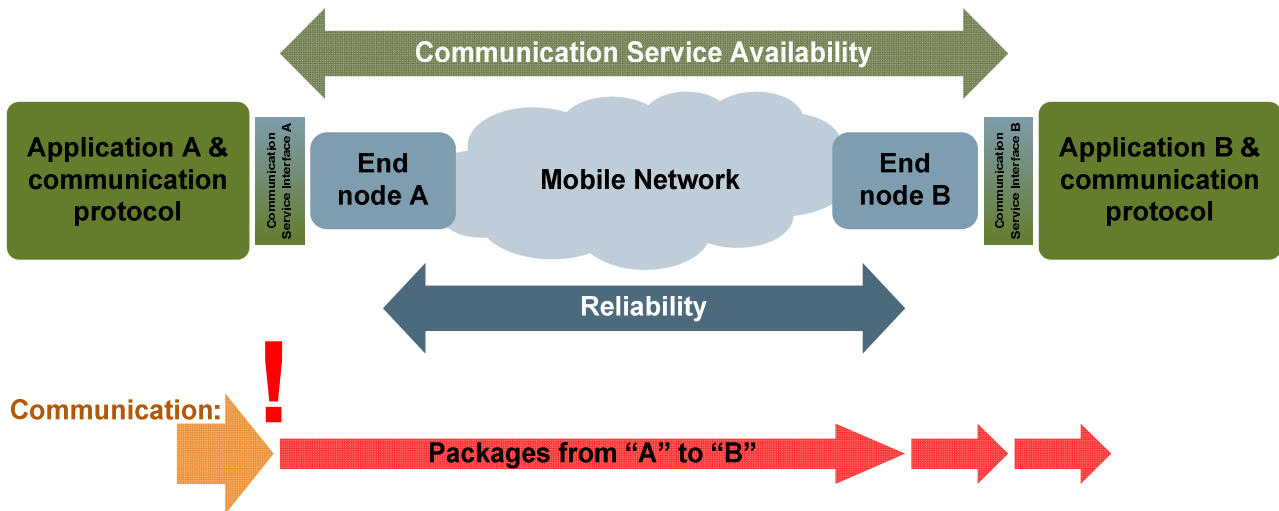 Communication Service Availability
Application A &
communication
protocol
Communication
Service Interface A
End
node A
Mobile Network
End
node B
Communication
Service Interface B
Application B &
communication
protocol
Reliability
!
Communication:
Packages from “A” to “B”